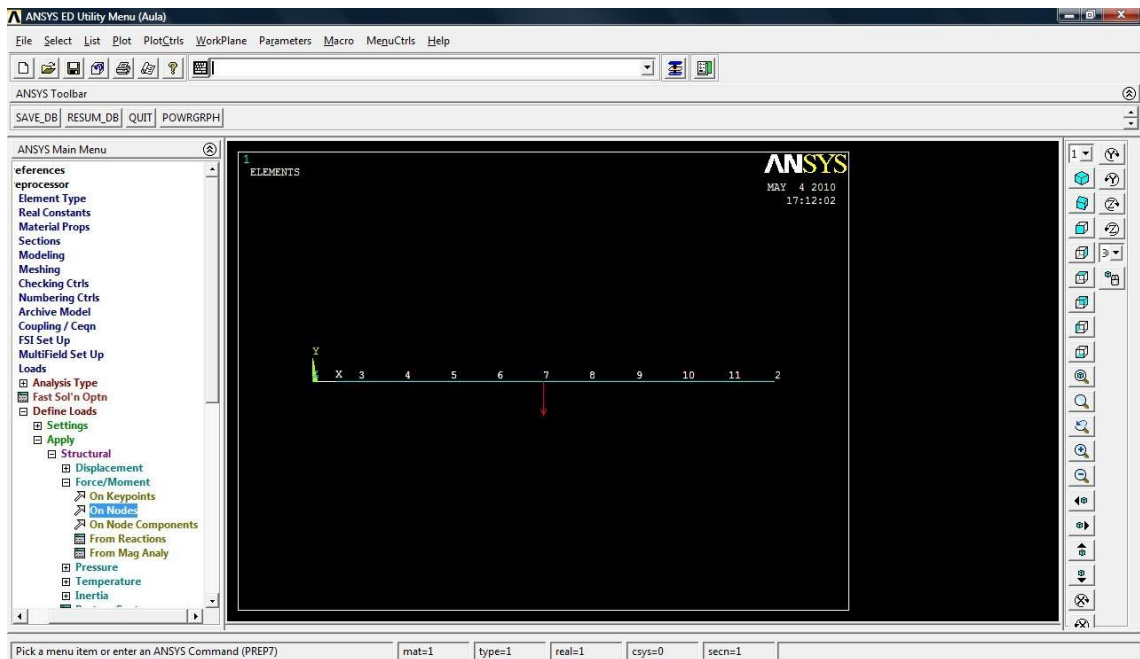 ANSYS ED Utility Menu (Aula)
File Select List Plot PlotCtrls WorkPlane Parameters Macro MenuCtrls Help
ANSYS Toolbar
SAVE_DB RESUM_DB QUIT POWRGRPH
ANSYS Main Menu
eferences
eprocessor
Element Type
Real Constants
Material Props
Sections
Modeling
Meshing
Checking Ctrls
Numbering Ctrls
Archive Model
Coupling / Ceqn
FSI Set Up
MultiField Set Up
Loads
Analysis Type
Fast Sol'n Optn
Define Loads
Settings
Apply
Structural
Displacement
Force/Moment
On Keypoints
On Nodes
On Node Components
From Reactions
From Mag Analy
Pressure
Temperature
Inertia
1
ELEMENTS
ANSYS
MAY 4 2010
17:12:02
Y
X 3 4 5 6 7 8 9 10 11 2
1
Pick a menu item or enter an ANSYS Command (PREP7) mat=1 type=1 real=1 csys=0 secn=1